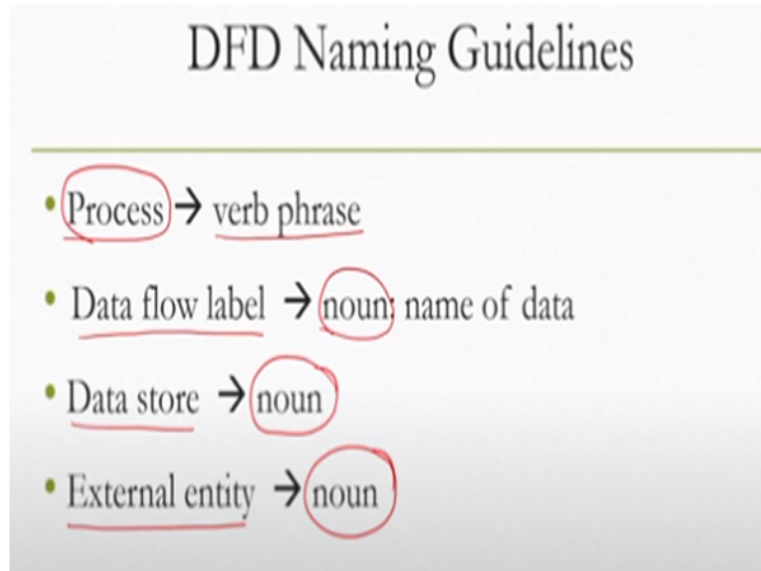 DFD Naming Guidelines
• Process → verb phrase
• Data flow label → noun; name of data
• Data store → noun
• External entity → noun